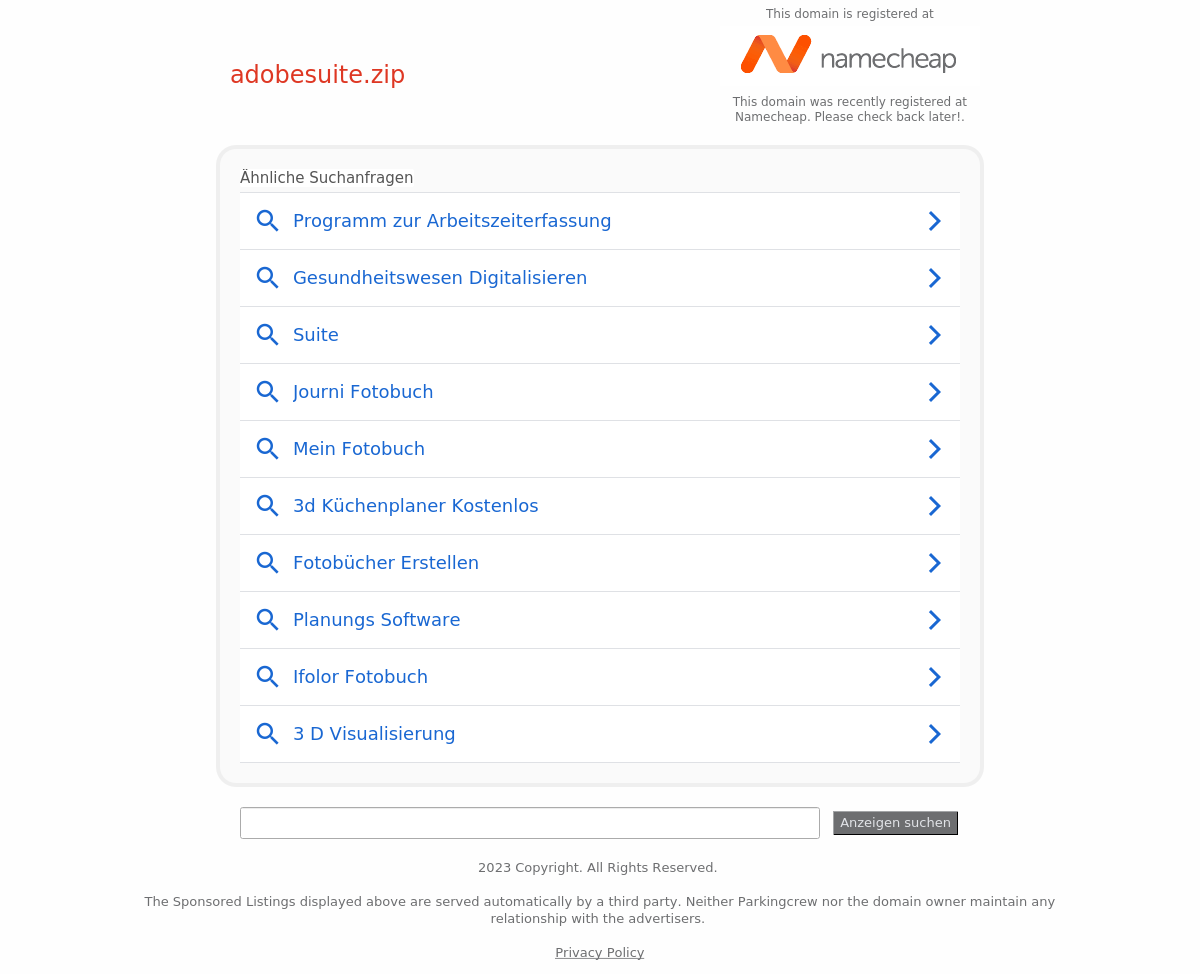 This domain is registered at
namecheap
adobesuite.zip
This domain was recently registered at
Namecheap. Please check back later!.
Ähnliche Suchanfragen
Programm zur Arbeitszeiterfassung
Gesundheitswesen Digitalisieren
Suite
Journi Fotobuch
Mein Fotobuch
3d Küchenplaner Kostenlos
Fotobücher Erstellen
Planungs Software
Ifolor Fotobuch
3 D Visualisierung
Anzeigen suchen
2023 Copyright. All Rights Reserved.
The Sponsored Listings displayed above are served automatically by a third party. Neither Parkingcrew nor the domain owner maintain any
relationship with the advertisers.
Privacy Policy